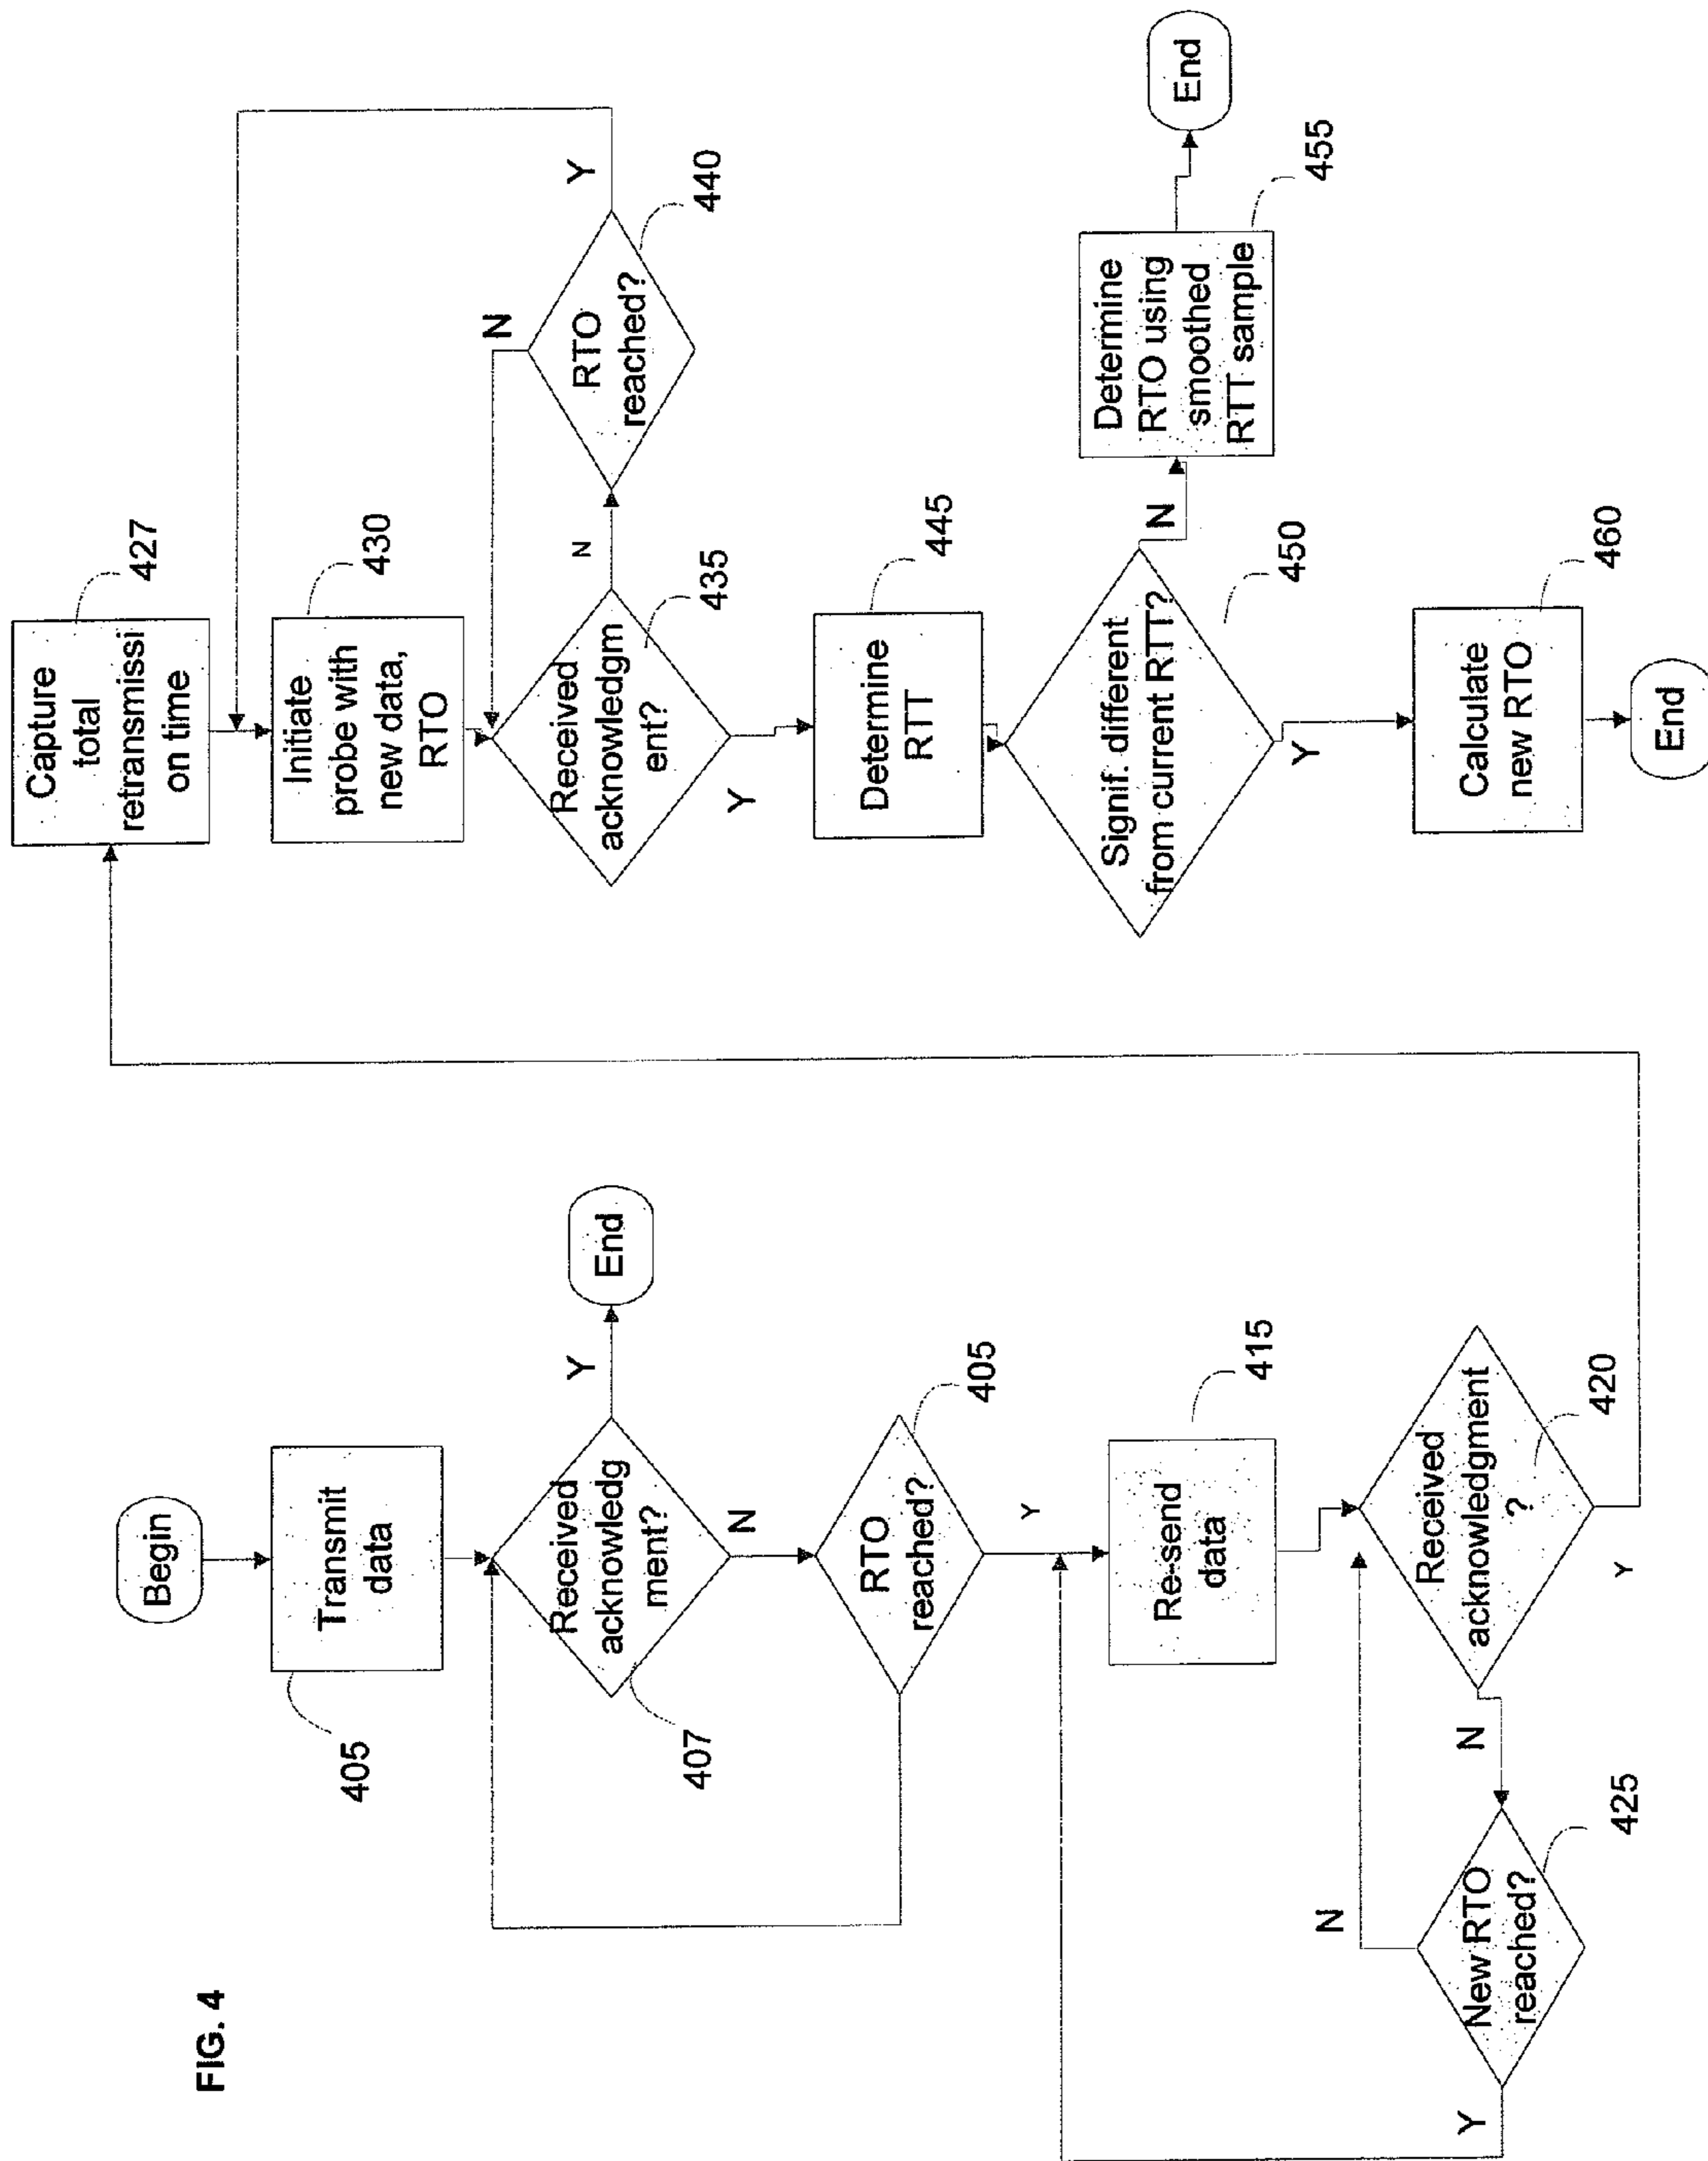 FIG. 4
Begin
Transmit
data
405
Received
acknowledg
ment?
407
Y
End
N
RTO
reached?
405
Y
Re-send
data
415
Received
acknowledgment
?
420
N
Y
New RTO
reached?
425
N
Y
Capture
total
retransmissi
on time
427
Initiate
probe with
new data,
RTO
430
Received
acknowledgm
ent?
435
N
RTO
reached?
440
N
Y
Y
Determine
RTT
445
Signif. different
from current RTT?
450
N
Determine
RTO using
smoothed
RTT sample
455
End
Y
Calculate
new RTO
460
End